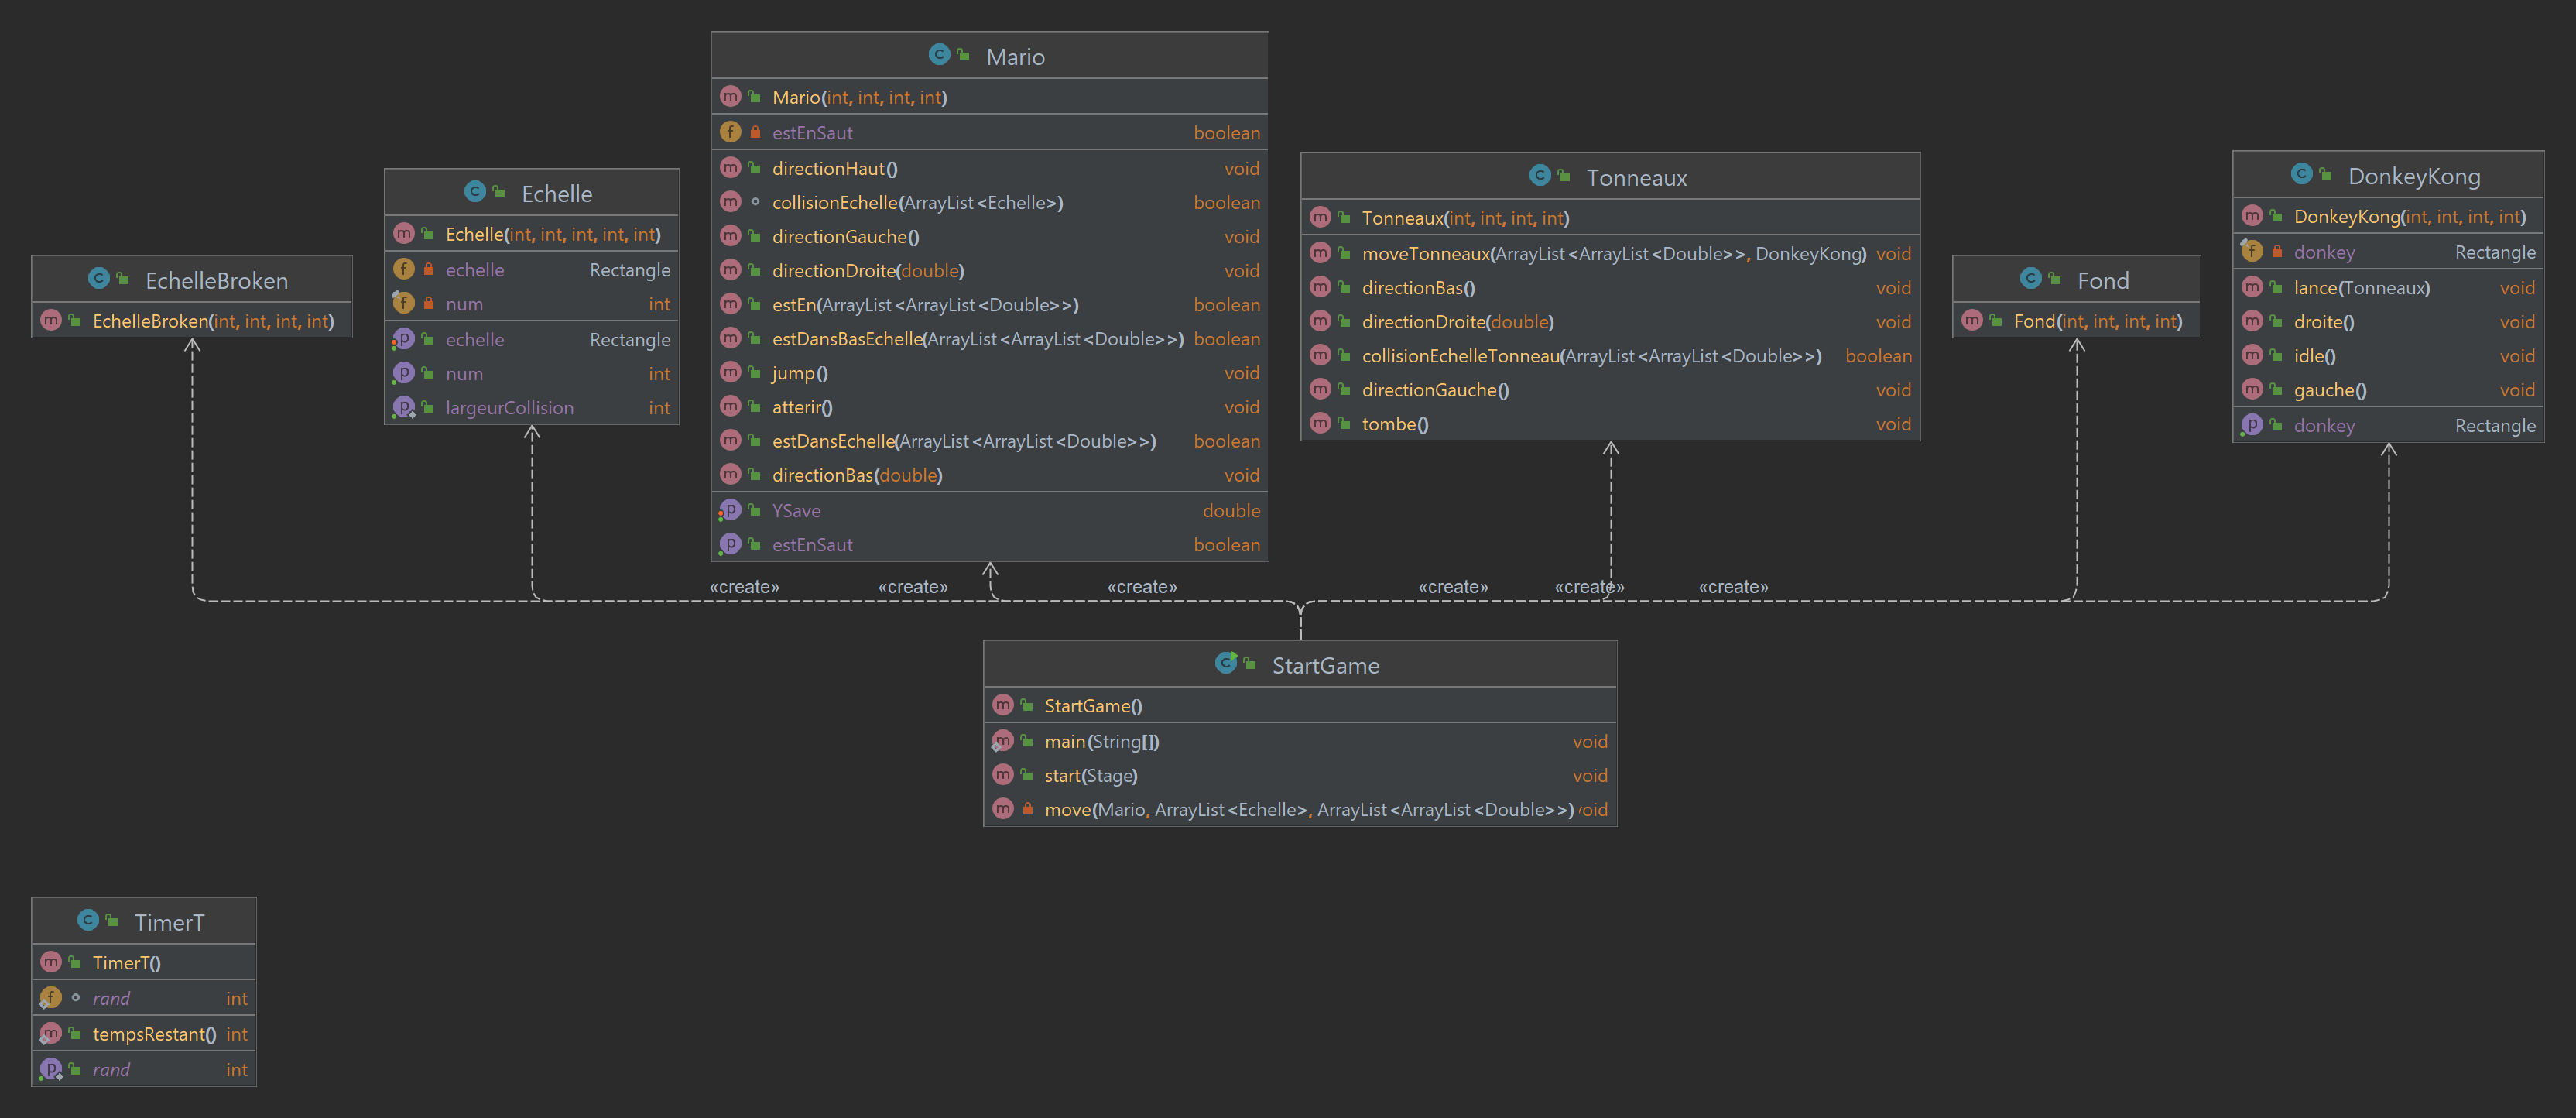 Mario
Mario(int, int, int, int)
estEnSaut boolean
directionHaut() void
collisionEchelle(ArrayList<Echelle>) boolean
directionGauche() void
directionDroite(double) void
estEn(ArrayList<ArrayList<Double>>) boolean
estDansBasEchelle(ArrayList<ArrayList<Double>>) boolean
jump() void
atterir() void
estDansEchelle(ArrayList<ArrayList<Double>>) boolean
directionBas(double) void
YSave double
estEnSaut boolean
Echelle
Echelle(int, int, int, int, int)
echelle Rectangle
num int
echelle Rectangle
num int
largeurCollision int
EchelleBroken
EchelleBroken(int, int, int, int)
Tonneaux
Tonneaux(int, int, int, int)
moveTonneaux(ArrayList<ArrayList<Double>>, DonkeyKong) void
directionBas() void
directionDroite(double) void
collisionEchelleTonneau(ArrayList<ArrayList<Double>>) boolean
directionGauche() void
tombe() void
Fond
Fond(int, int, int, int)
DonkeyKong
DonkeyKong(int, int, int, int)
donkey Rectangle
lance(Tonneaux) void
droite() void
idle() void
gauche() void
donkey Rectangle
«create» «create» «create» «create» «create» «create»
StartGame
StartGame()
main(String[]) void
start(Stage) void
move(Mario, ArrayList<Echelle>, ArrayList<ArrayList<Double>>) void
TimerT
TimerT()
rand int
tempsRestant() int
rand int